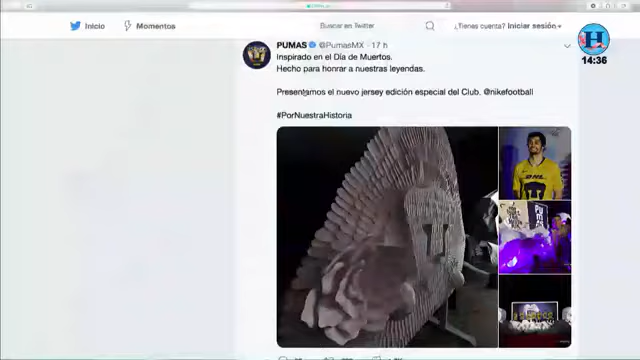 Inicio
Momentos
Buscar en Twitter
¿Tienes cuenta? Iniciar sesión
H
14:36
PUMAS @PumasMX · 17 h
Inspirado en el Día de Muertos.
Hecho para honrar a nuestras leyendas.
Presentamos el nuevo jersey edición especial del Club. @nikefootball
#PorNuestraHistoria
DHL